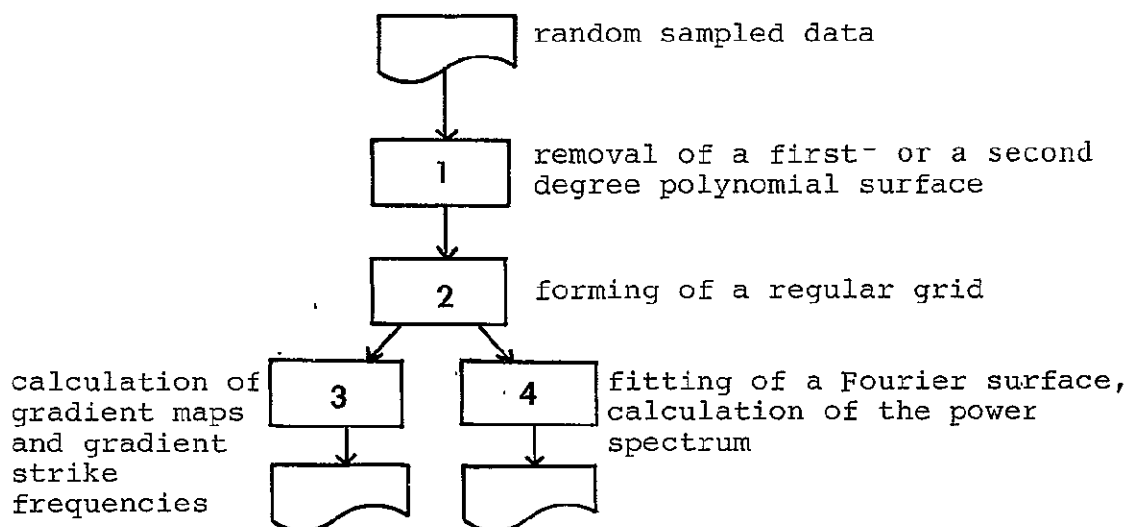 random sampled data
1
removal of a first- or a second
degree polynomial surface
2
forming of a regular grid
calculation of
gradient maps
and gradient
strike
frequencies
3
4
fitting of a Fourier surface,
calculation of the power
spectrum